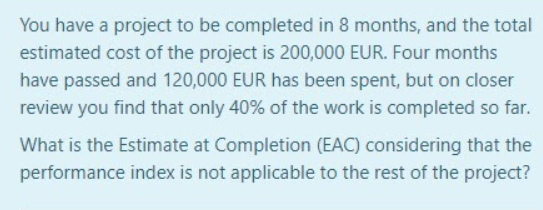 You have a project to be completed in 8 months, and the total
estimated cost of the project is 200,000 EUR. Four months
have passed and 120,000 EUR has been spent, but on closer
review you find that only 40% of the work is completed so far.
What is the Estimate at Completion (EAC) considering that the
performance index is not applicable to the rest of the project?